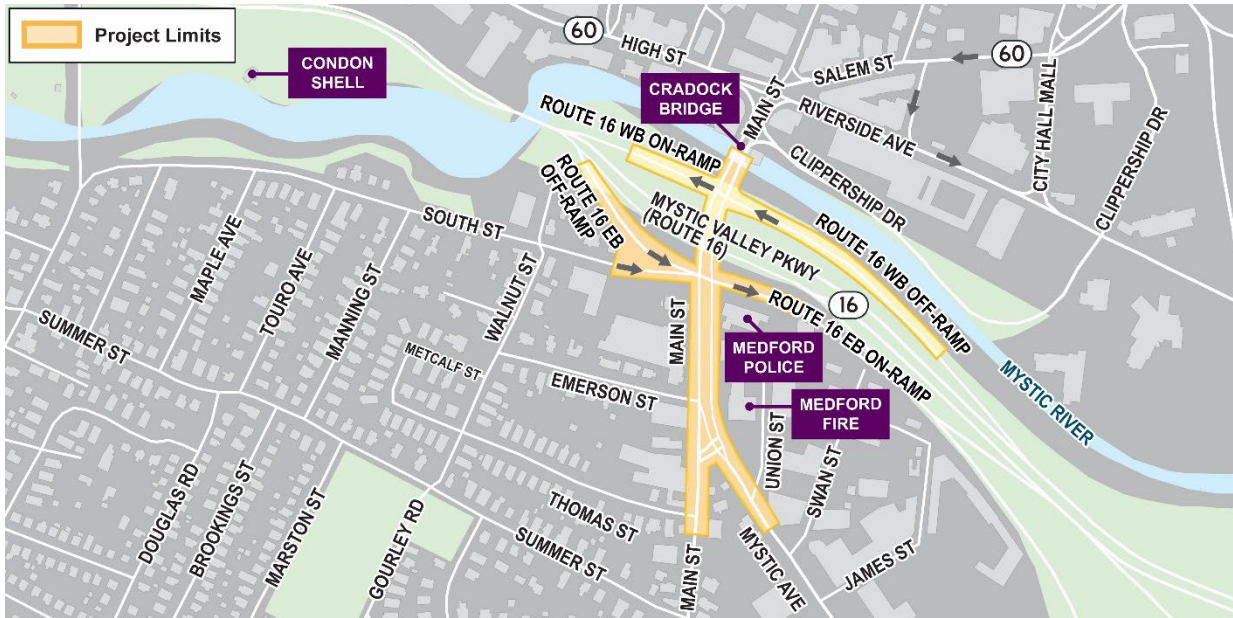 Project Limits
60
HIGH ST
60
SALEM ST
CONDON
SHELL
CRADOCK
BRIDGE
MAIN ST
RIVERSIDE AVE
CITY HALL MALL
CLIPPERSHIP DR
CLIPPERSHIP DR
ROUTE 16 WB ON-RAMP
ROUTE 16 EB
OFF-RAMP
MYSTIC VALLEY PKWY
(ROUTE 16)
ROUTE 16 WB OFF-RAMP
16
ROUTE 16 EB ON-RAMP
MYSTIC RIVER
SOUTH ST
MAPLE AVE
TOURO AVE
MANNING ST
WALNUT ST
SUMMER ST
METCALF ST
EMERSON ST
MAIN ST
MEDFORD
POLICE
MEDFORD
FIRE
UNION ST
SWAN ST
DOUGLAS RD
BROOKINGS ST
MARSTON ST
GOURLEY RD
THOMAS ST
SUMMER ST
MAIN ST
MYSTIC AVE
JAMES ST